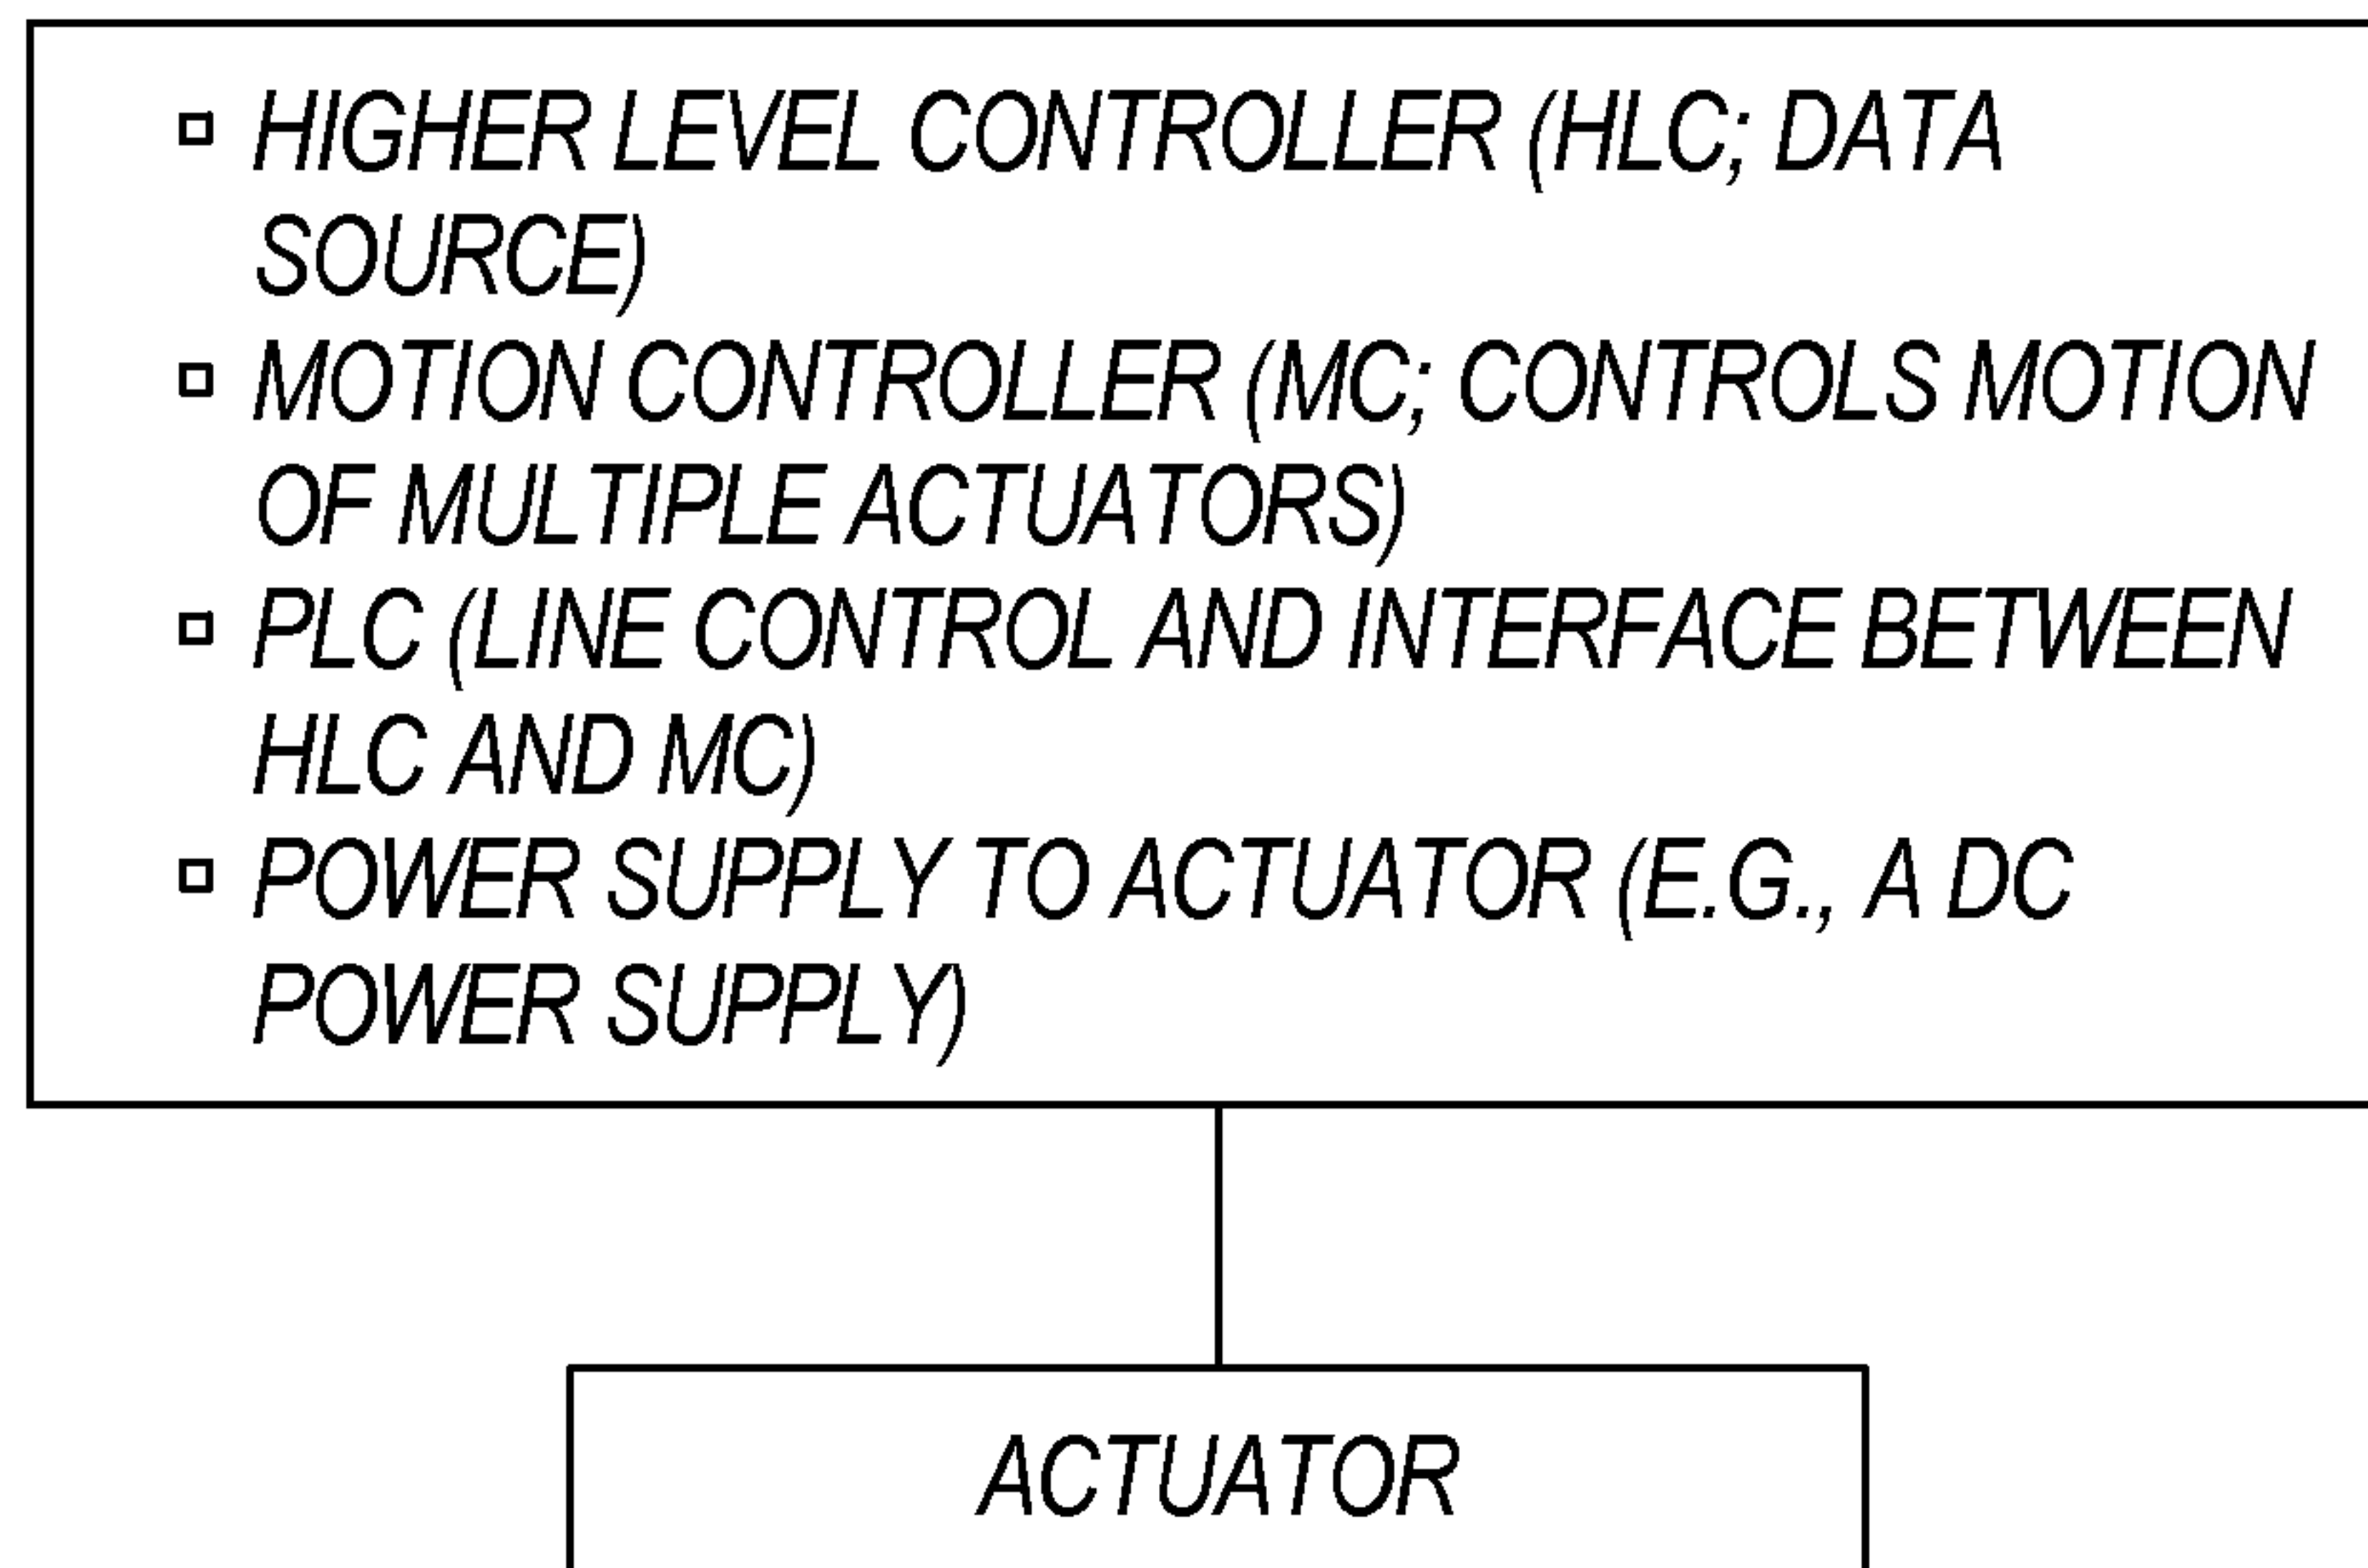 HIGHER LEVEL CONTROLLER (HLC; DATA
SOURCE)
MOTION CONTROLLER (MC; CONTROLS MOTION
OF MULTIPLE ACTUATORS)
PLC (LINE CONTROL AND INTERFACE BETWEEN
HLC AND MC)
POWER SUPPLY TO ACTUATOR (E.G., A DC
POWER SUPPLY)
ACTUATOR